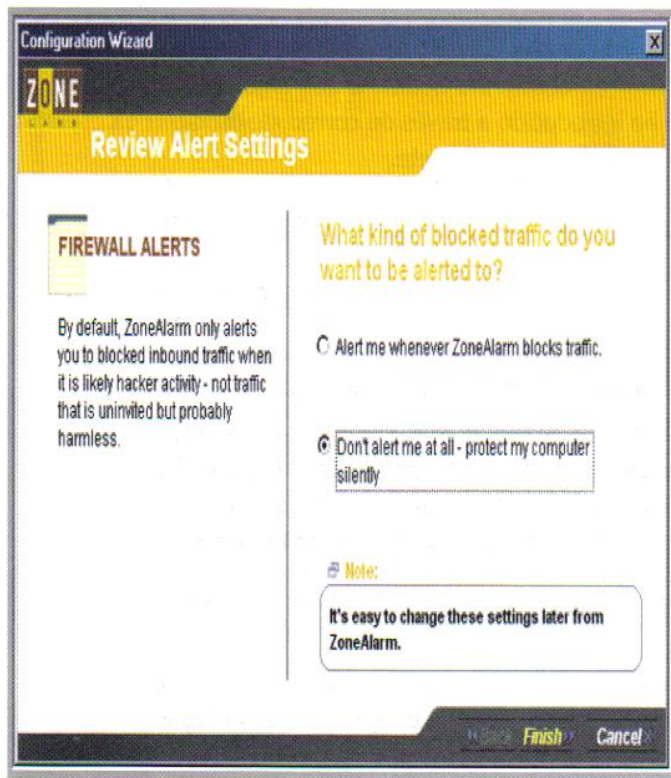 Configuration Wizard
ZONE
LABS
Review Alert Settings
FIREWALL ALERTS
By default, ZoneAlarm only alerts
you to blocked inbound traffic when
it is likely hacker activity - not traffic
that is uninvited but probably
harmless.
What kind of blocked traffic do you
want to be alerted to?
Alert me whenever ZoneAlarm blocks traffic.
Don't alert me at all - protect my computer
silently
Note:
It's easy to change these settings later from
ZoneAlarm.
Finish
Cancel